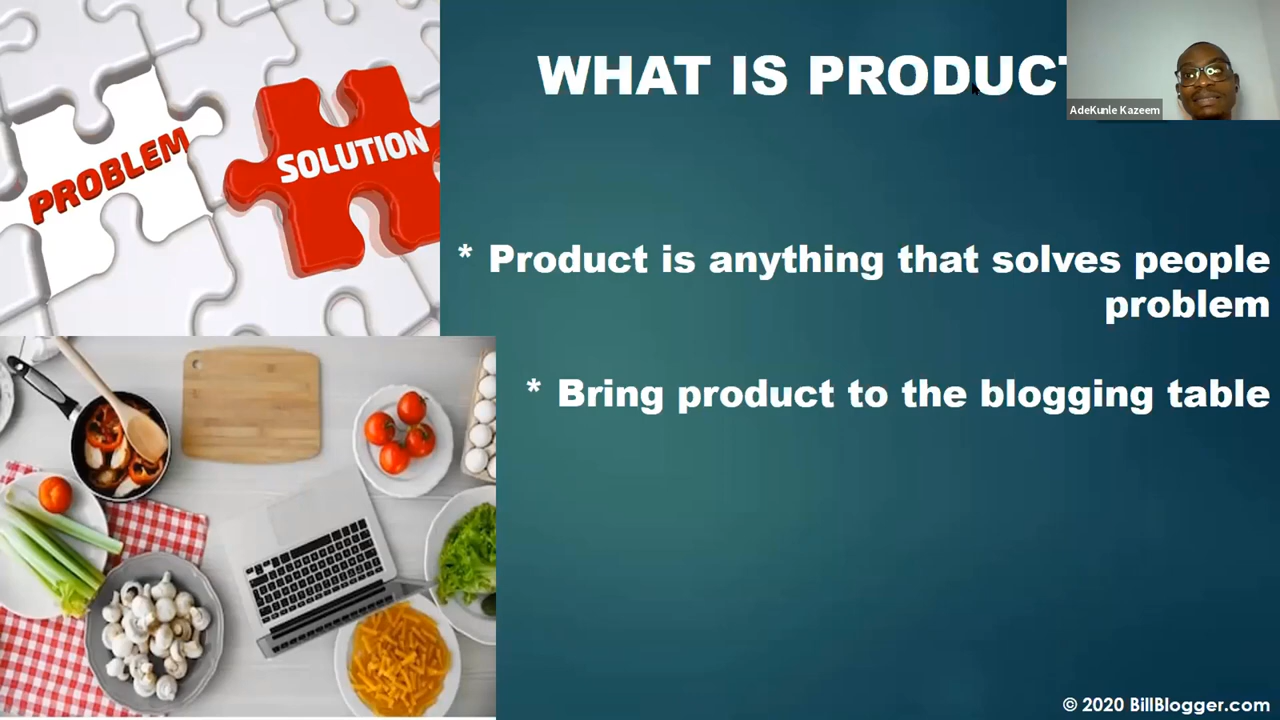 WHAT IS PRODUCT
AdeKunle Kazeem
PROBLEM
SOLUTION
* Product is anything that solves people
problem
* Bring product to the blogging table
© 2020 BillBlogger.com